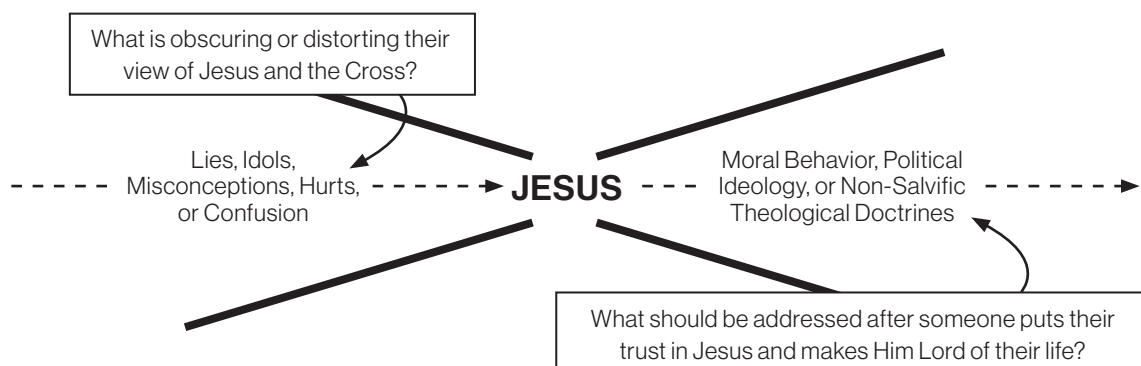 What is obscuring or distorting their
view of Jesus and the Cross?
Lies, Idols,
Misconceptions, Hurts,
or Confusion
JESUS
Moral Behavior, Political
Ideology, or Non-Salvific
Theological Doctrines
What should be addressed after someone puts their
trust in Jesus and makes Him Lord of their life?